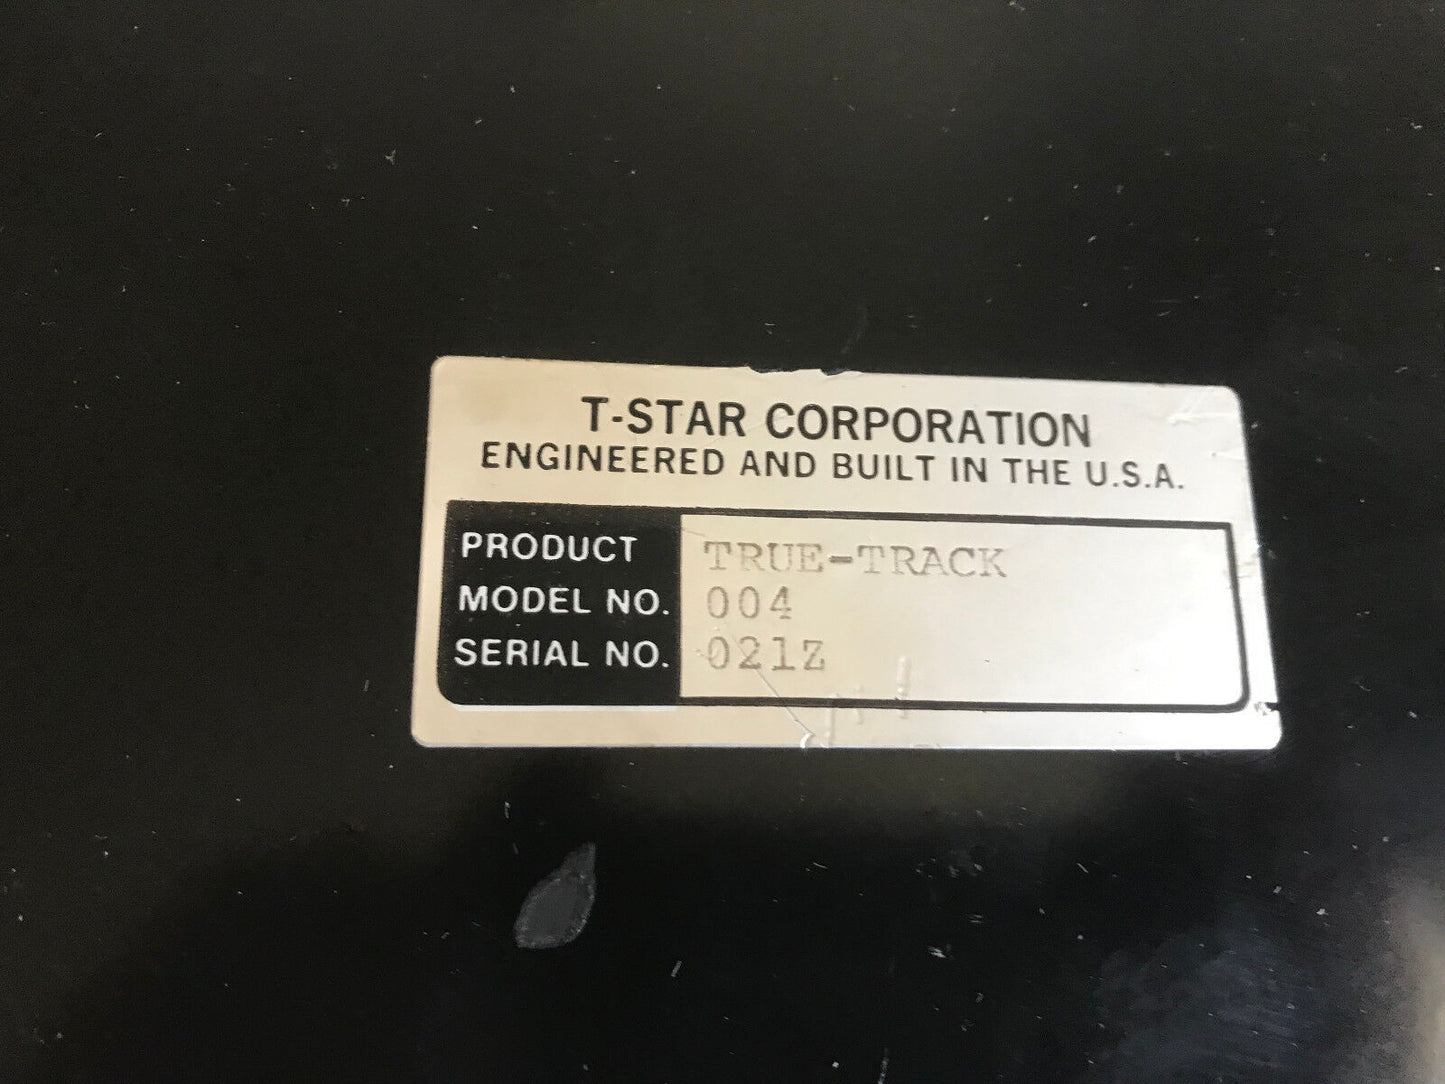 T-STAR CORPORATION
ENGINEERED AND BUILT IN THE U.S.A.
PRODUCT TRUE-TRACK
MODEL NO. 004
SERIAL NO. 021Z